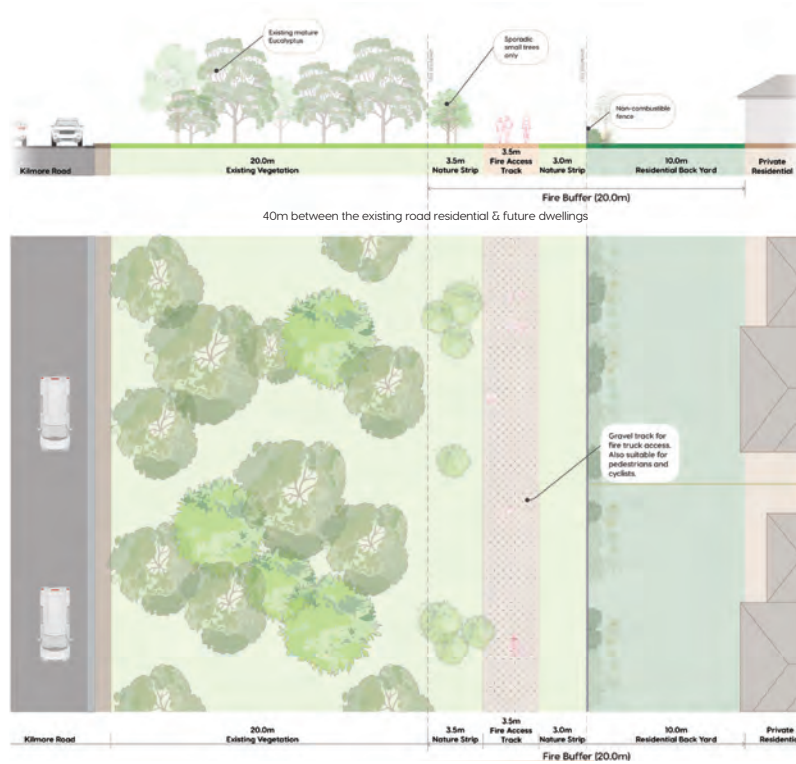 Existing mature
Eucalyptus
Sporadic
small trees
only
Non-combustible
fence
Kilmore Road
20.0m
Existing Vegetation
3.5m
Nature Strip
3.5m
Fire Access
Track
3.0m
Nature Strip
10.0m
Residential Back Yard
Private
Residential
Fire Buffer (20.0m)
40m between the existing road residential & future dwellings
Gravel track for
fire truck access.
Also suitable for
pedestrians and
cyclists.
Kilmore Road
20.0m
Existing Vegetation
3.5m
Nature Strip
3.5m
Fire Access
Track
3.0m
Nature Strip
10.0m
Residential Back Yard
Private
Residential
Fire Buffer (20.0m)